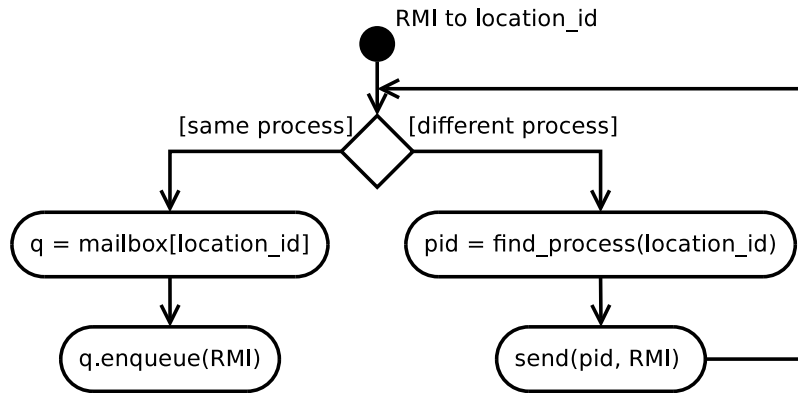 RMI to location_id
[same process]
[different process]
q = mailbox[location_id]
pid = find_process(location_id)
q.enqueue(RMI)
send(pid, RMI)